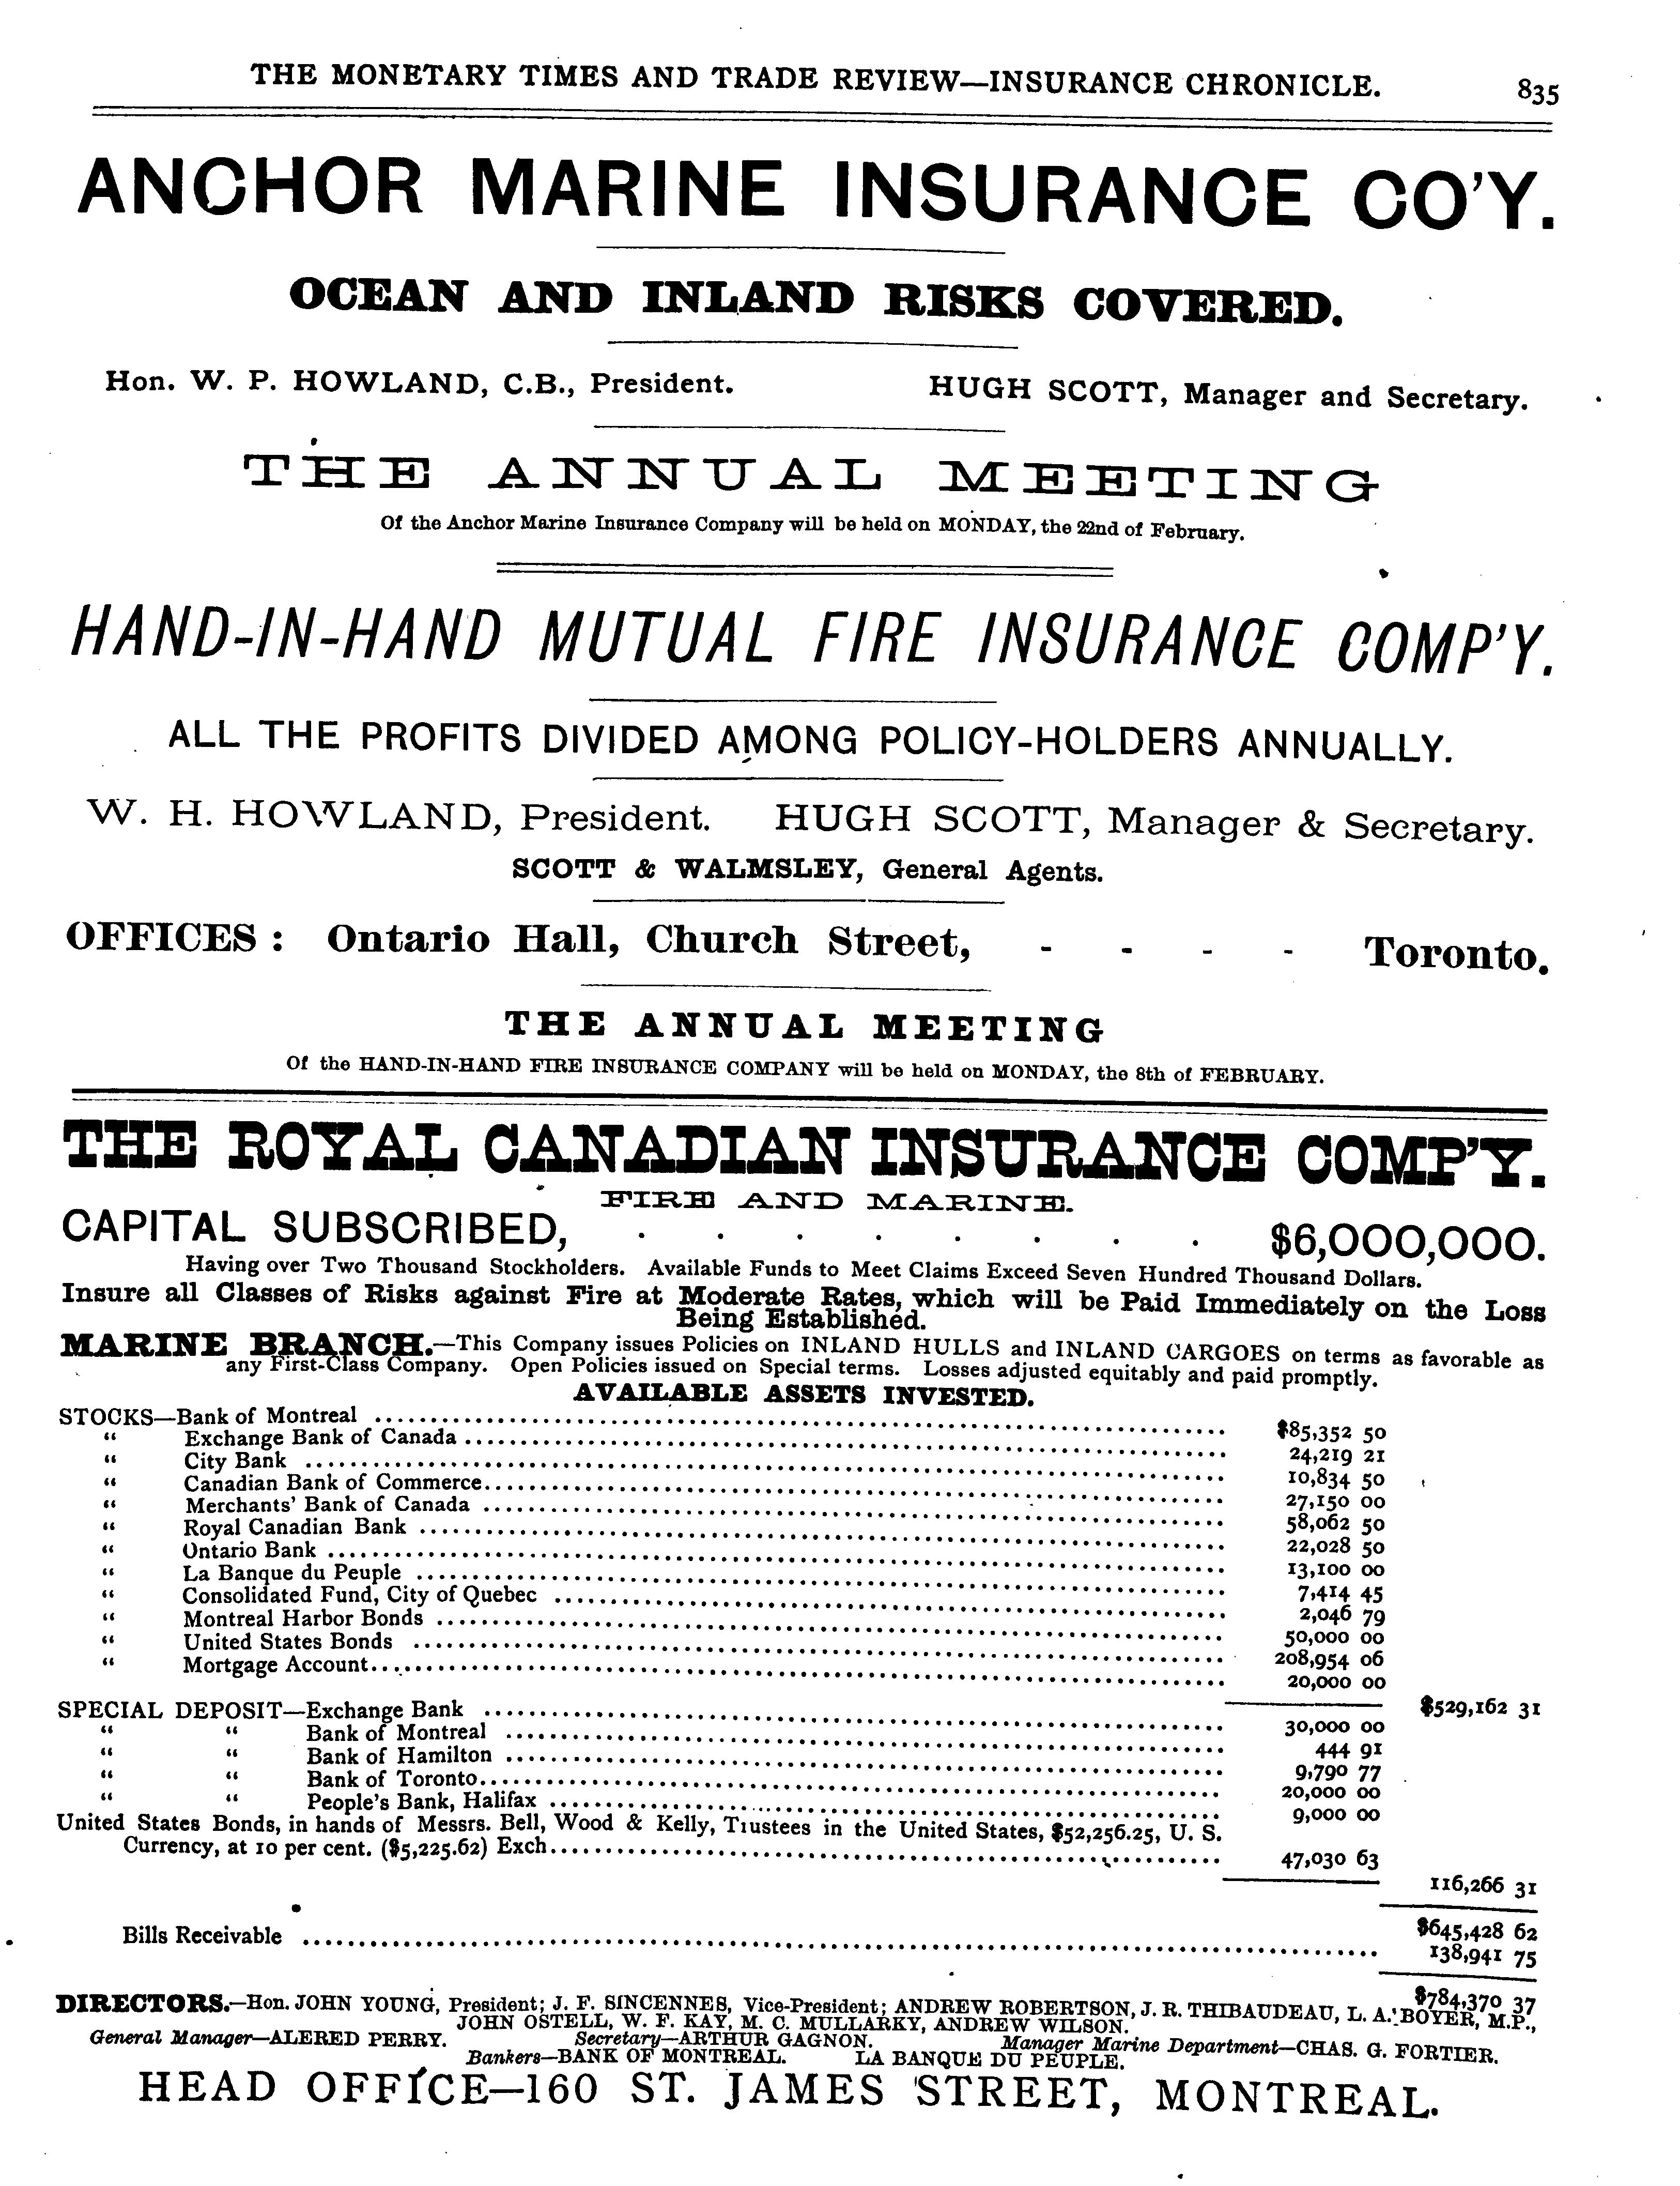 THE MONETARY TIMES AND TRADE REVIEW—INSURANCE CHRONICLE. 835
ANCHOR MARINE INSURANCE CO'Y.
OCEAN AND INLAND RISKS COVERED.
Hon. W. P. HOWLAND, C.B., President. HUGH SCOTT, Manager and Secretary.
THE ANNUAL MEETING
Of the Anchor Marine Insurance Company will be held on MONDAY, the 22nd of February.
HAND-IN-HAND MUTUAL FIRE INSURANCE COMP'Y.
ALL THE PROFITS DIVIDED AMONG POLICY-HOLDERS ANNUALLY.
W. H. HOWLAND, President. HUGH SCOTT, Manager & Secretary.
SCOTT & WALMSLEY, General Agents.
OFFICES: Ontario Hall, Church Street, - - - - Toronto.
THE ANNUAL MEETING
Of the HAND-IN-HAND FIRE INSURANCE COMPANY will be held on MONDAY, the 8th of FEBRUARY.
THE ROYAL CANADIAN INSURANCE COMP'Y.
FIRE AND MARINE.
CAPITAL SUBSCRIBED, . . . . . . . . $6,000,000.
Having over Two Thousand Stockholders. Available Funds to Meet Claims Exceed Seven Hundred Thousand Dollars.
Insure all Classes of Risks against Fire at Moderate Rates, which will be Paid Immediately on the Loss
Being Established.
MARINE BRANCH.—This Company issues Policies on INLAND HULLS and INLAND CARGOES on terms as favorable as
any First-Class Company. Open Policies issued on Special terms. Losses adjusted equitably and paid promptly.
AVAILABLE ASSETS INVESTED.
STOCKS—Bank of Montreal ........ $85,352 50
" Exchange Bank of Canada ........ 24,219 21
" City Bank ........ 10,834 50
" Canadian Bank of Commerce ........ 27,150 00
" Merchants' Bank of Canada ........ 58,062 50
" Royal Canadian Bank ........ 22,028 50
" Ontario Bank ........ 13,100 00
" La Banque du Peuple ........ 7,414 45
" Consolidated Fund, City of Quebec ........ 2,046 79
" Montreal Harbor Bonds ........ 50,000 00
" United States Bonds ........ 208,954 06
" Mortgage Account ........ 20,000 00
$529,162 31
SPECIAL DEPOSIT—Exchange Bank ........ 30,000 00
" " Bank of Montreal ........ 444 91
" " Bank of Hamilton ........ 9,790 77
" " Bank of Toronto ........ 20,000 00
" " People's Bank, Halifax ........ 9,000 00
United States Bonds, in hands of Messrs. Bell, Wood & Kelly, Trustees in the United States, $52,256.25, U. S.
Currency, at 10 per cent. ($5,225.62) Exch ........ 47,030 63
116,266 31
$645,428 62
Bills Receivable ........ 138,941 75
$784,370 37
DIRECTORS.—Hon. JOHN YOUNG, President; J. F. SINCENNES, Vice-President; ANDREW ROBERTSON, J. R. THIBAUDEAU, L. A. BOYER, M.P.,
JOHN OSTELL, W. F. KAY, M. C. MULLARKY, ANDREW WILSON.
General Manager—ALERED PERRY. Secretary—ARTHUR GAGNON. Manager Marine Department—CHAS. G. FORTIER.
Bankers—BANK OF MONTREAL. LA BANQUE DU PEUPLE.
HEAD OFFICE—160 ST. JAMES STREET, MONTREAL.